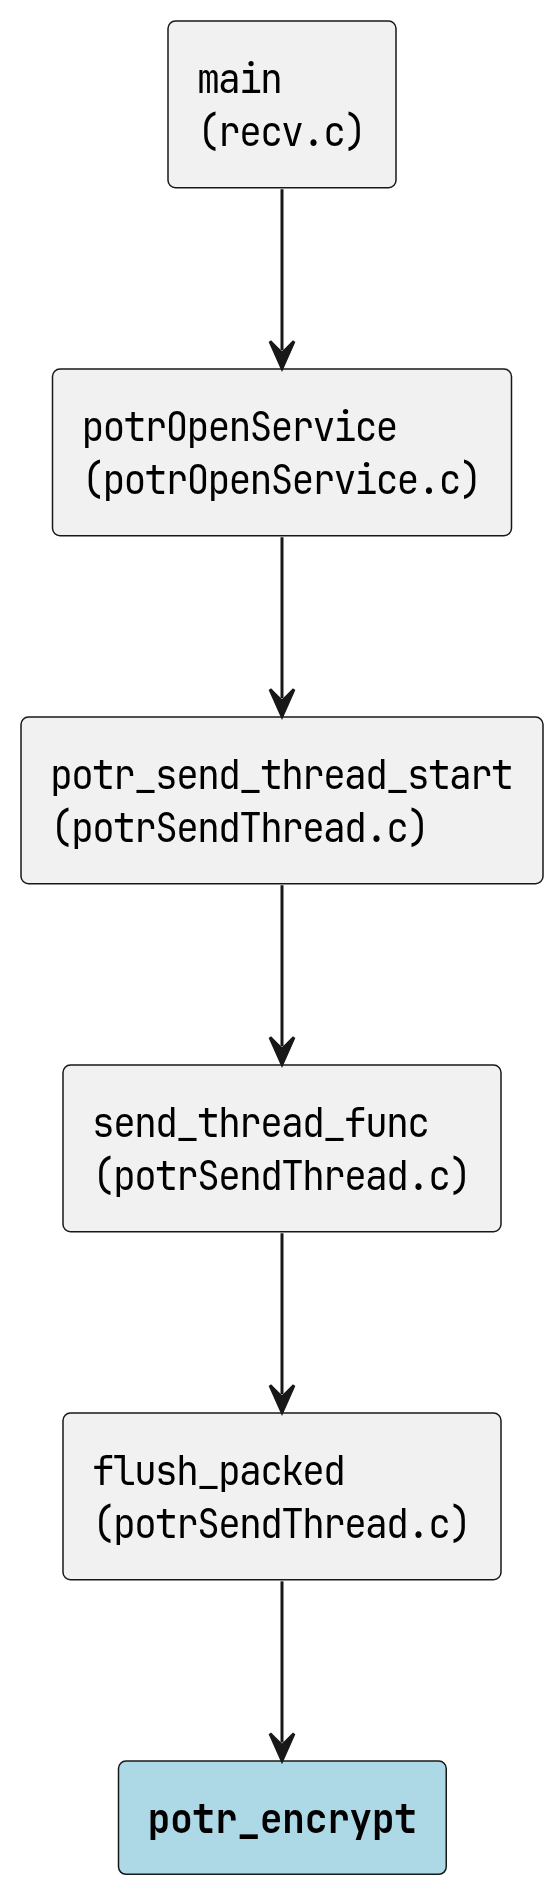 main
(recv.c)
potrOpenService
(potrOpenService.c)
potr_send_thread_start
(potrSendThread.c)
send_thread_func
(potrSendThread.c)
flush_packed
(potrSendThread.c)
potr_encrypt